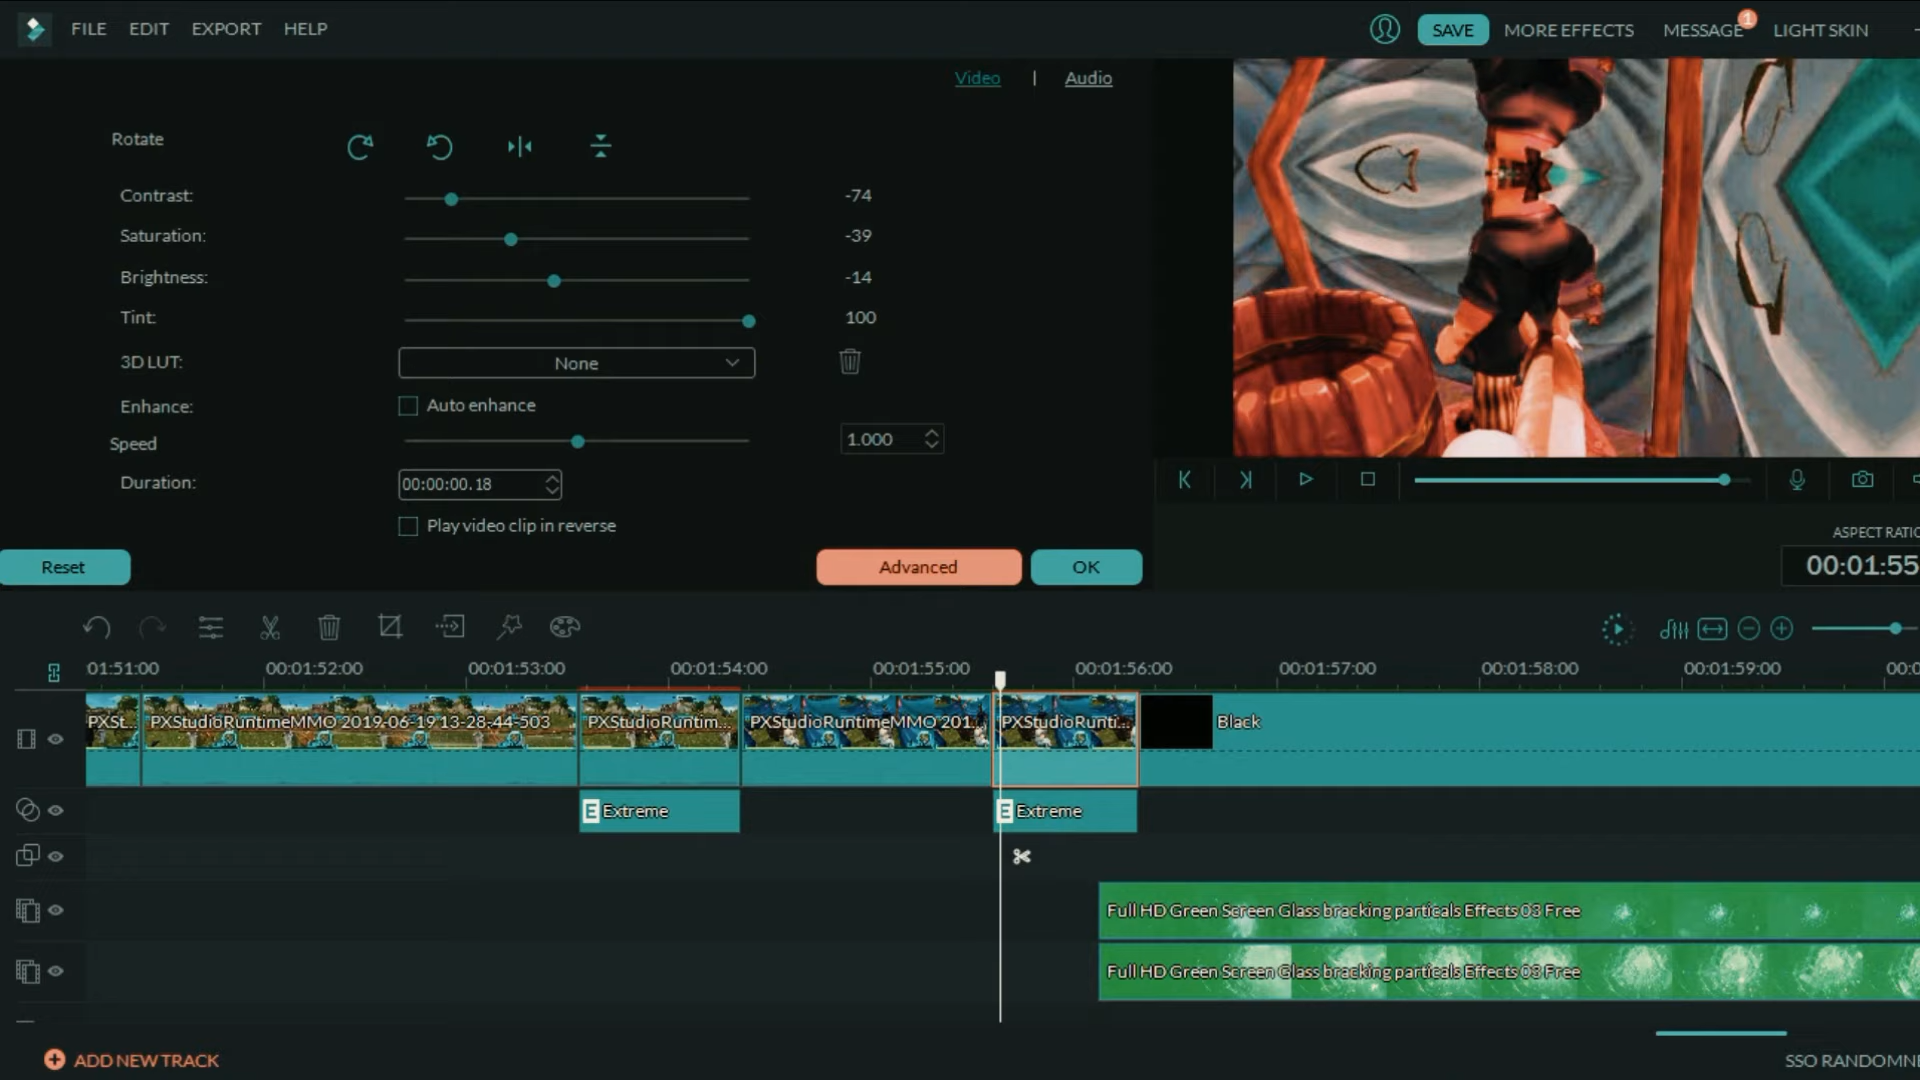 FILE EDIT EXPORT HELP
SAVE MORE EFFECTS MESSAGE 1 LIGHT SKIN
Video | Audio
Rotate
Contrast: -74
Saturation: -39
Brightness: -14
Tint: 100
3D LUT: None
Enhance: Auto enhance
Speed 1.000
Duration: 00:00:00.18
Play video clip in reverse
ASPECT RATIO
Reset Advanced OK 00:01:55
01:51:00 00:01:52:00 00:01:53:00 00:01:54:00 00:01:55:00 00:01:56:00 00:01:57:00 00:01:58:00 00:01:59:00 00:0
PXSt... PXStudioRuntimeMMO 2019-06-19 13-28-44-503 PXStudioRuntim... PXStudioRuntimeMMO 201... PXStudioRunti... Black
E Extreme E Extreme
Full HD Green Screen Glass bracking particals Effects 03 Free
Full HD Green Screen Glass bracking particals Effects 03 Free
ADD NEW TRACK
SSO RANDOMNE